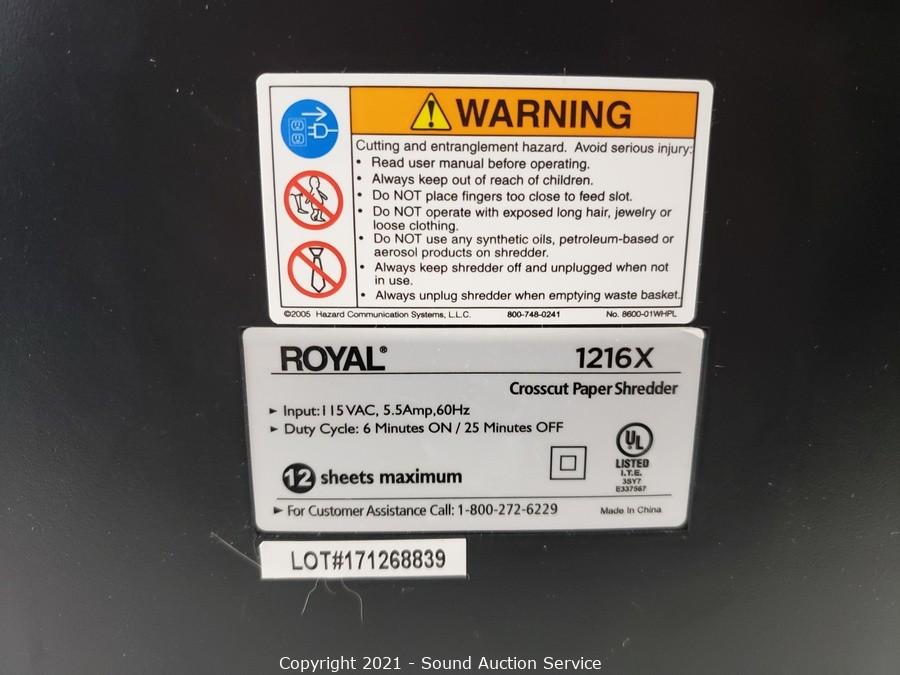 WARNING
Cutting and entranglement hazard. Avoid serious injury:
• Read user manual before operating.
• Always keep out of reach of children.
• Do NOT place fingers too close to feed slot.
• Do NOT operate with exposed long hair, jewelry or
loose clothing.
• Do NOT use any synthetic oils, petroleum-based or
aerosol products on shredder.
• Always keep shredder off and unplugged when not
in use.
• Always unplug shredder when emptying waste basket.
©2005 Hazard Communication Systems, L.L.C. 800-748-0241 No. 8600-01WHPL
ROYAL® 1216X
Crosscut Paper Shredder
► Input:115VAC, 5.5Amp,60Hz
► Duty Cycle: 6 Minutes ON / 25 Minutes OFF
12 sheets maximum
UL
LISTED
I.T.E.
3SY7
E337567
► For Customer Assistance Call: 1-800-272-6229
Made In China
LOT#171268839
Copyright 2021 - Sound Auction Service